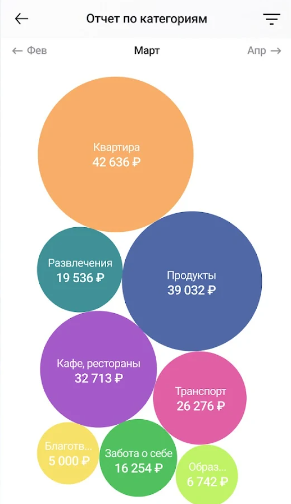 Отчет по категориям
← Фев Март Апр →
Квартира
42 636 ₽
Развлечения
19 536 ₽
Продукты
39 032 ₽
Кафе, рестораны
32 713 ₽
Транспорт
26 276 ₽
Благотв...
5 000 ₽
Забота о себе
16 254 ₽
Образ...
6 742 ₽